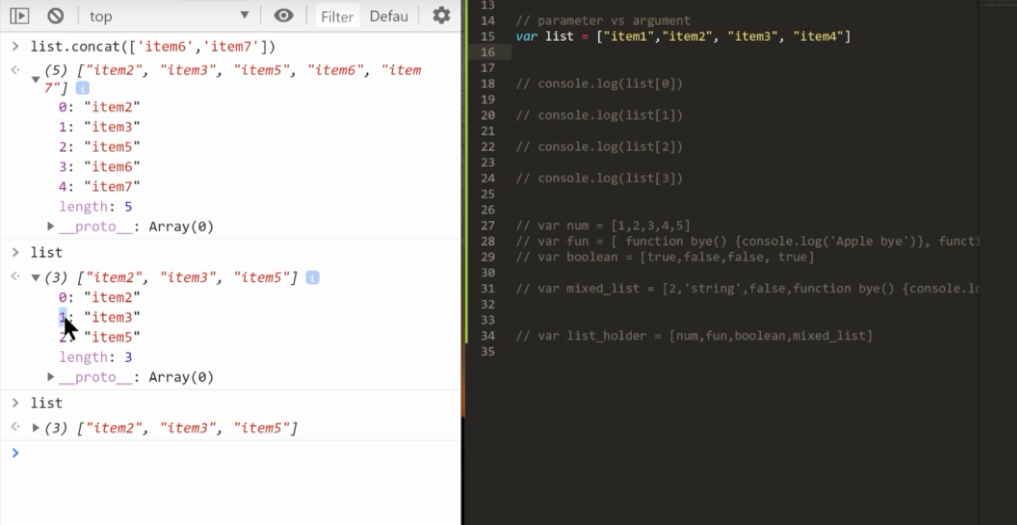 top
Filter
Defau
list.concat(['item6','item7'])
(5) ["item2", "item3", "item5", "item6", "item
7"]
0: "item2"
1: "item3"
2: "item5"
3: "item6"
4: "item7"
length: 5
__proto__: Array(0)
list
(3) ["item2", "item3", "item5"]
0: "item2"
1: "item3"
2: "item5"
length: 3
__proto__: Array(0)
list
(3) ["item2", "item3", "item5"]
13
14 // parameter vs argument
15 var list = ["item1","item2", "item3", "item4"]
16
17
18 // console.log(list[0])
19
20 // console.log(list[1])
21
22 // console.log(list[2])
23
24 // console.log(list[3])
25
26
27 // var num = [1,2,3,4,5]
28 // var fun = [ function bye() {console.log('Apple bye')}, functi
29 // var boolean = [true,false,false, true]
30
31 // var mixed_list = [2,'string',false,function bye() {console.lo
32
33
34 // var list_holder = [num,fun,boolean,mixed_list]
35